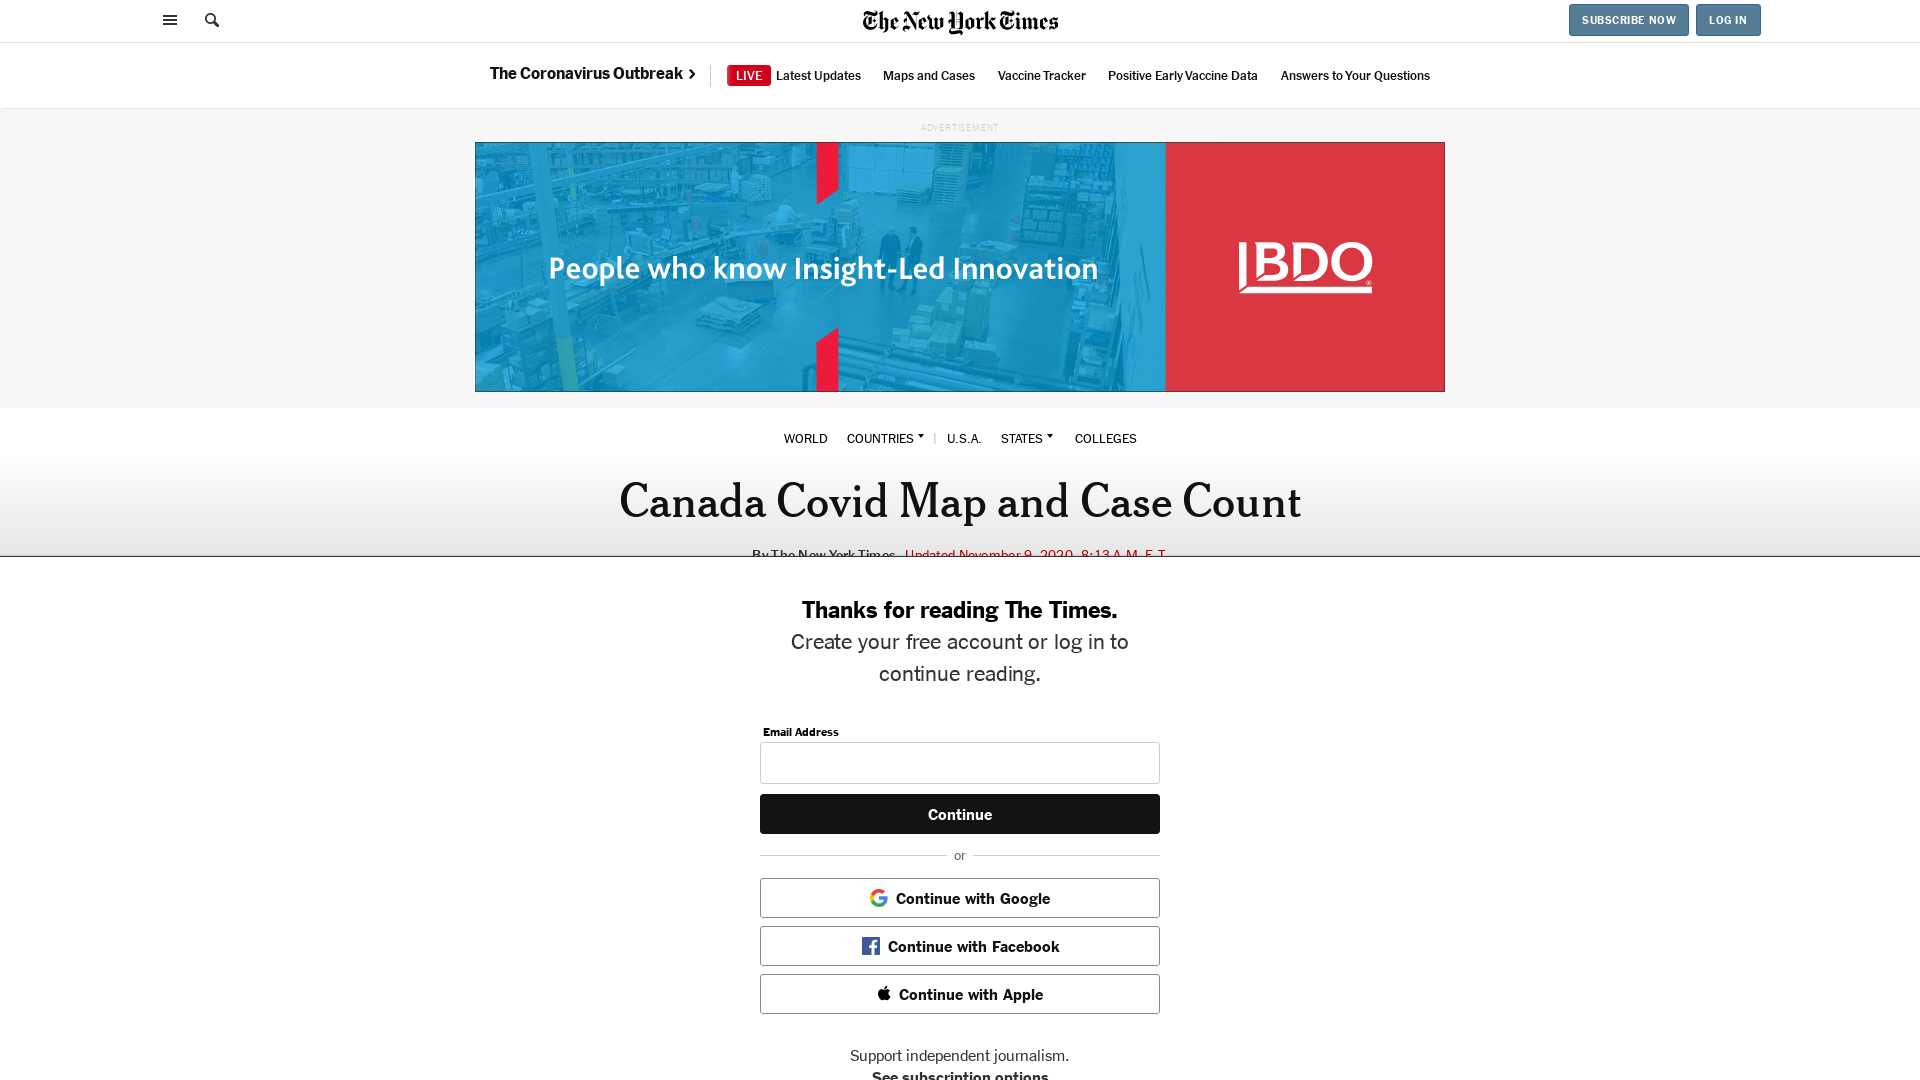 The New York Times
SUBSCRIBE NOW
LOG IN
The Coronavirus Outbreak
LIVE Latest Updates
Maps and Cases
Vaccine Tracker
Positive Early Vaccine Data
Answers to Your Questions
ADVERTISEMENT
People who know Insight-Led Innovation
BDO
WORLD
COUNTRIES
U.S.A.
STATES
COLLEGES
Canada Covid Map and Case Count
By The New York Times Updated November 9, 2020, 8:13 A.M. E.T.
Thanks for reading The Times.
Create your free account or log in to
continue reading.
Email Address
Continue
or
Continue with Google
Continue with Facebook
Continue with Apple
Support independent journalism.
See subscription options.